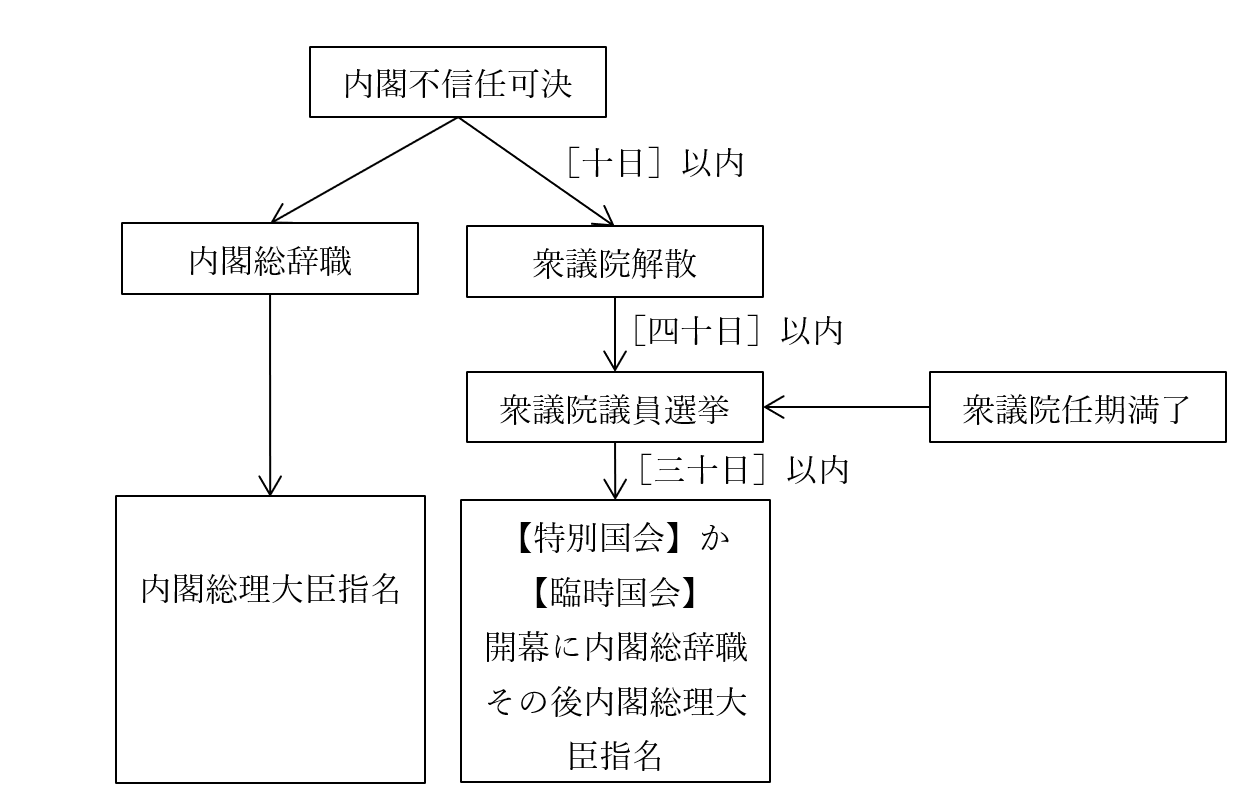 内閣不信任可決
［十日］以内
内閣総辞職
衆議院解散
［四十日］以内
衆議院議員選挙
衆議院任期満了
［三十日］以内
内閣総理大臣指名
【特別国会】か
【臨時国会】
開幕に内閣総辞職
その後内閣総理大
臣指名